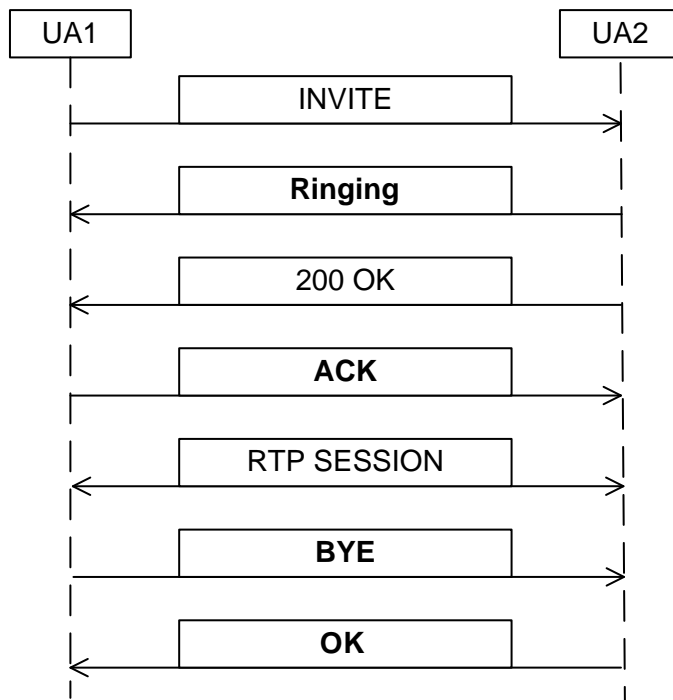 UA1
UA2
INVITE
Ringing
200 OK
ACK
RTP SESSION
BYE
OK